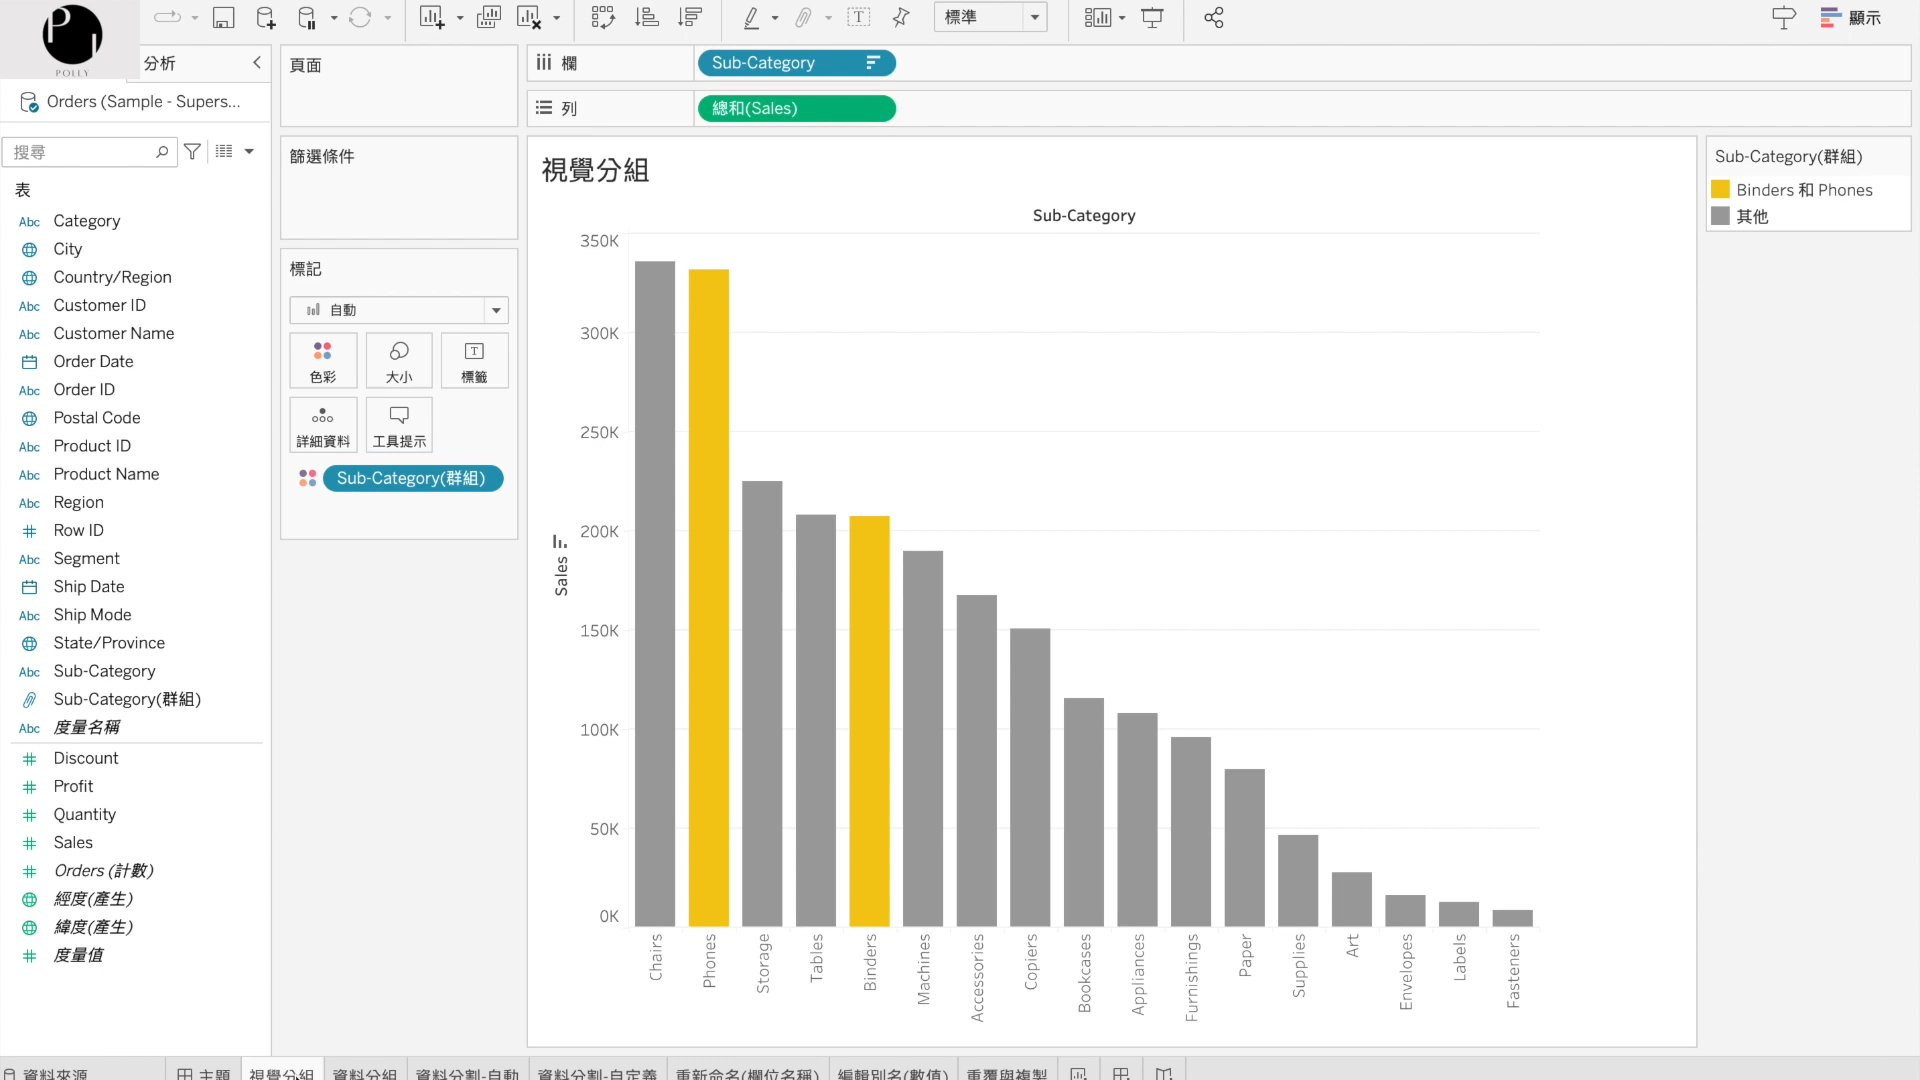 POLLY
標準
顯示
分析
頁面
欄
Sub-Category
Orders (Sample - Supers...
列
總和(Sales)
搜尋
篩選條件
視覺分組
Sub-Category(群組)
Binders 和 Phones
其他
表
Category
City
Country/Region
Customer ID
Customer Name
Order Date
Order ID
Postal Code
Product ID
Product Name
Region
Row ID
Segment
Ship Date
Ship Mode
State/Province
Sub-Category
Sub-Category(群組)
度量名稱
Discount
Profit
Quantity
Sales
Orders (計數)
經度(產生)
緯度(產生)
度量值
標記
自動
色彩
大小
標籤
詳細資料
工具提示
Sub-Category(群組)
Sub-Category
350K
300K
250K
200K
150K
100K
50K
0K
Sales
Chairs
Phones
Storage
Tables
Binders
Machines
Accessories
Copiers
Bookcases
Appliances
Furnishings
Paper
Supplies
Art
Envelopes
Labels
Fasteners
資料來源
主題
視覺分組
資料分組
資料分割-自動
資料分割-自定義
重新命名(欄位名稱)
編輯別名(數值)
重覆與複製